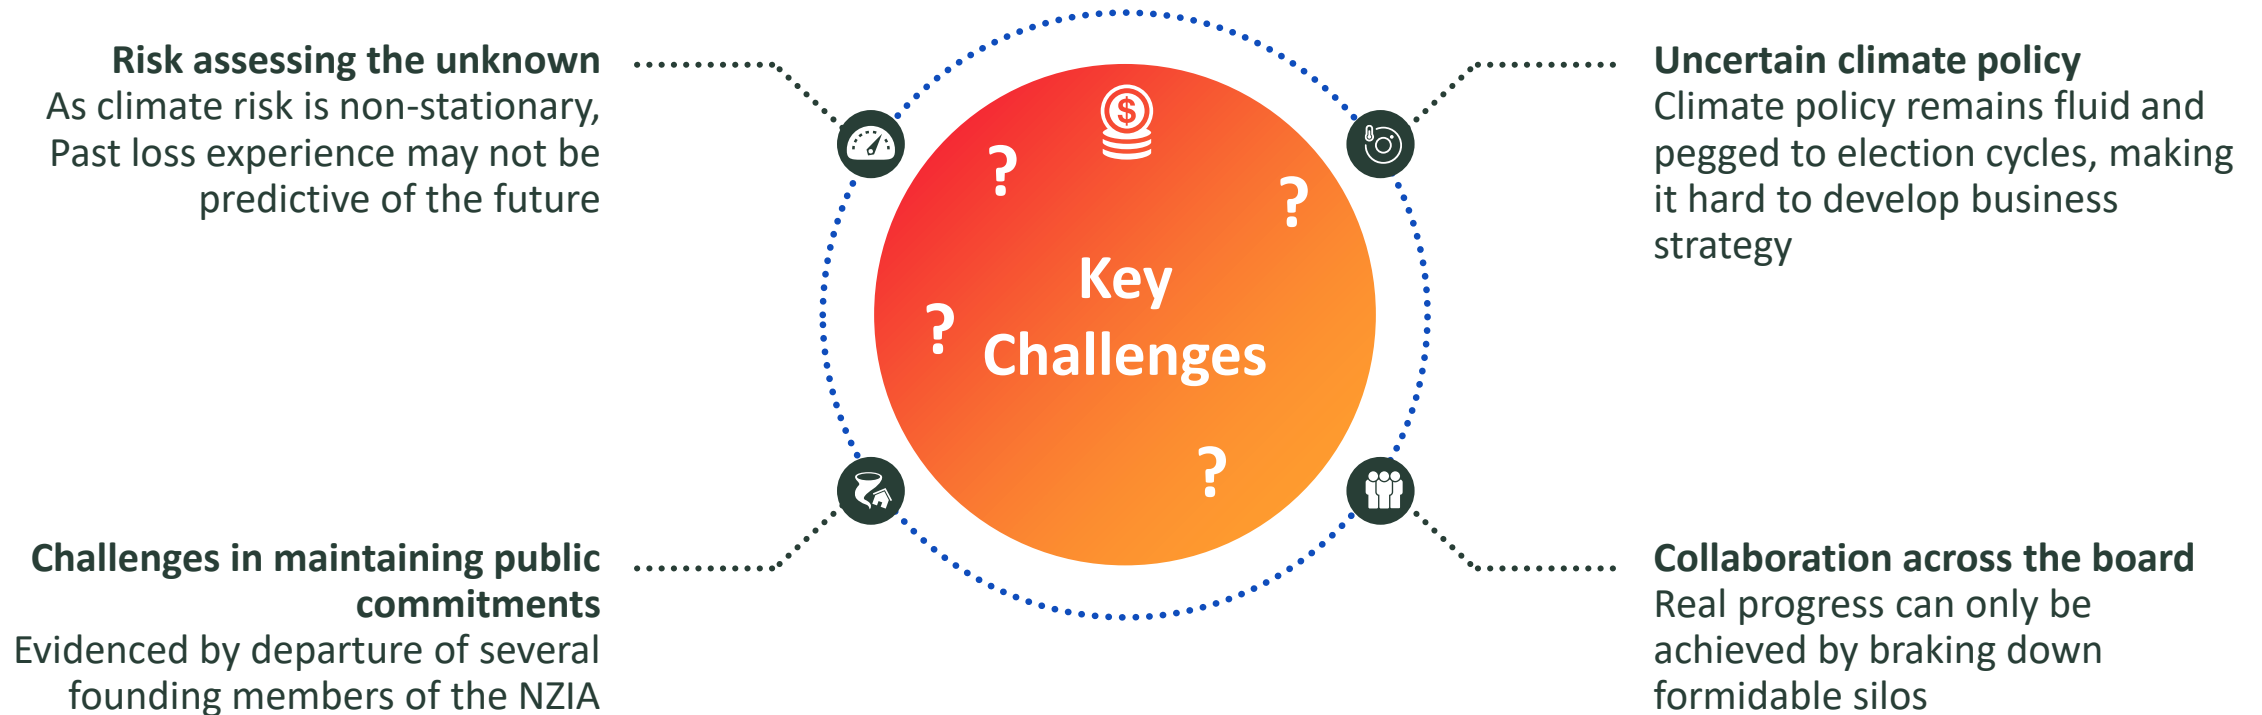 Risk assessing the unknown
As climate risk is non-stationary,
Past loss experience may not be
predictive of the future
Uncertain climate policy
Climate policy remains fluid and
pegged to election cycles, making
it hard to develop business
strategy
$
?
?
Key
?
Challenges
?
Challenges in maintaining public
commitments
Evidenced by departure of several
founding members of the NZIA
Collaboration across the board
Real progress can only be
achieved by braking down
formidable silos